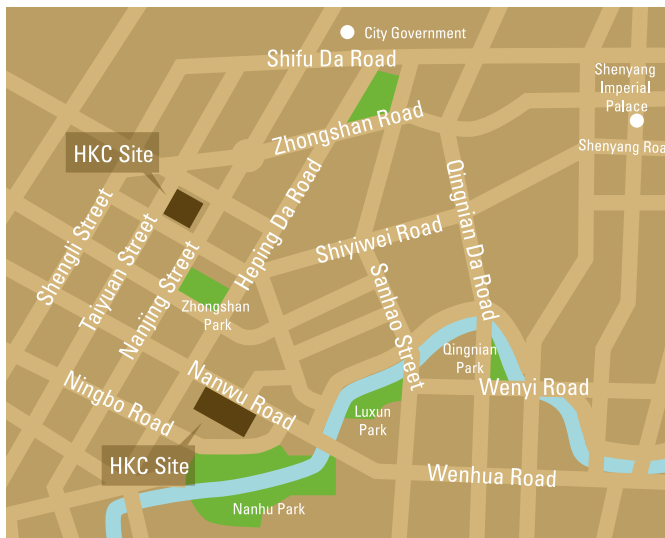 City Government
Shifu Da Road
Shenyang
Imperial
Palace
Zhongshan Road
Shenyang Roa
HKC Site
Qingnian Da Road
Heping Da Road
Shengli Street
Taiyuan Street
Nanjing Street
Shiyiwei Road
Sanhao Street
Zhongshan
Park
Qingnian
Park
Nanwu Road
Ningbo Road
Wenyi Road
Luxun
Park
HKC Site
Wenhua Road
Nanhu Park